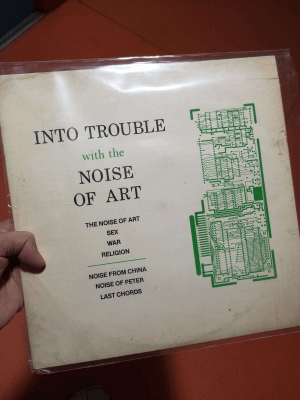 INTO TROUBLE
with the
NOISE
OF ART
THE NOISE OF ART
SEX
WAR
RELIGION
NOISE FROM CHINA
NOISE OF PETER
LAST CHORDS